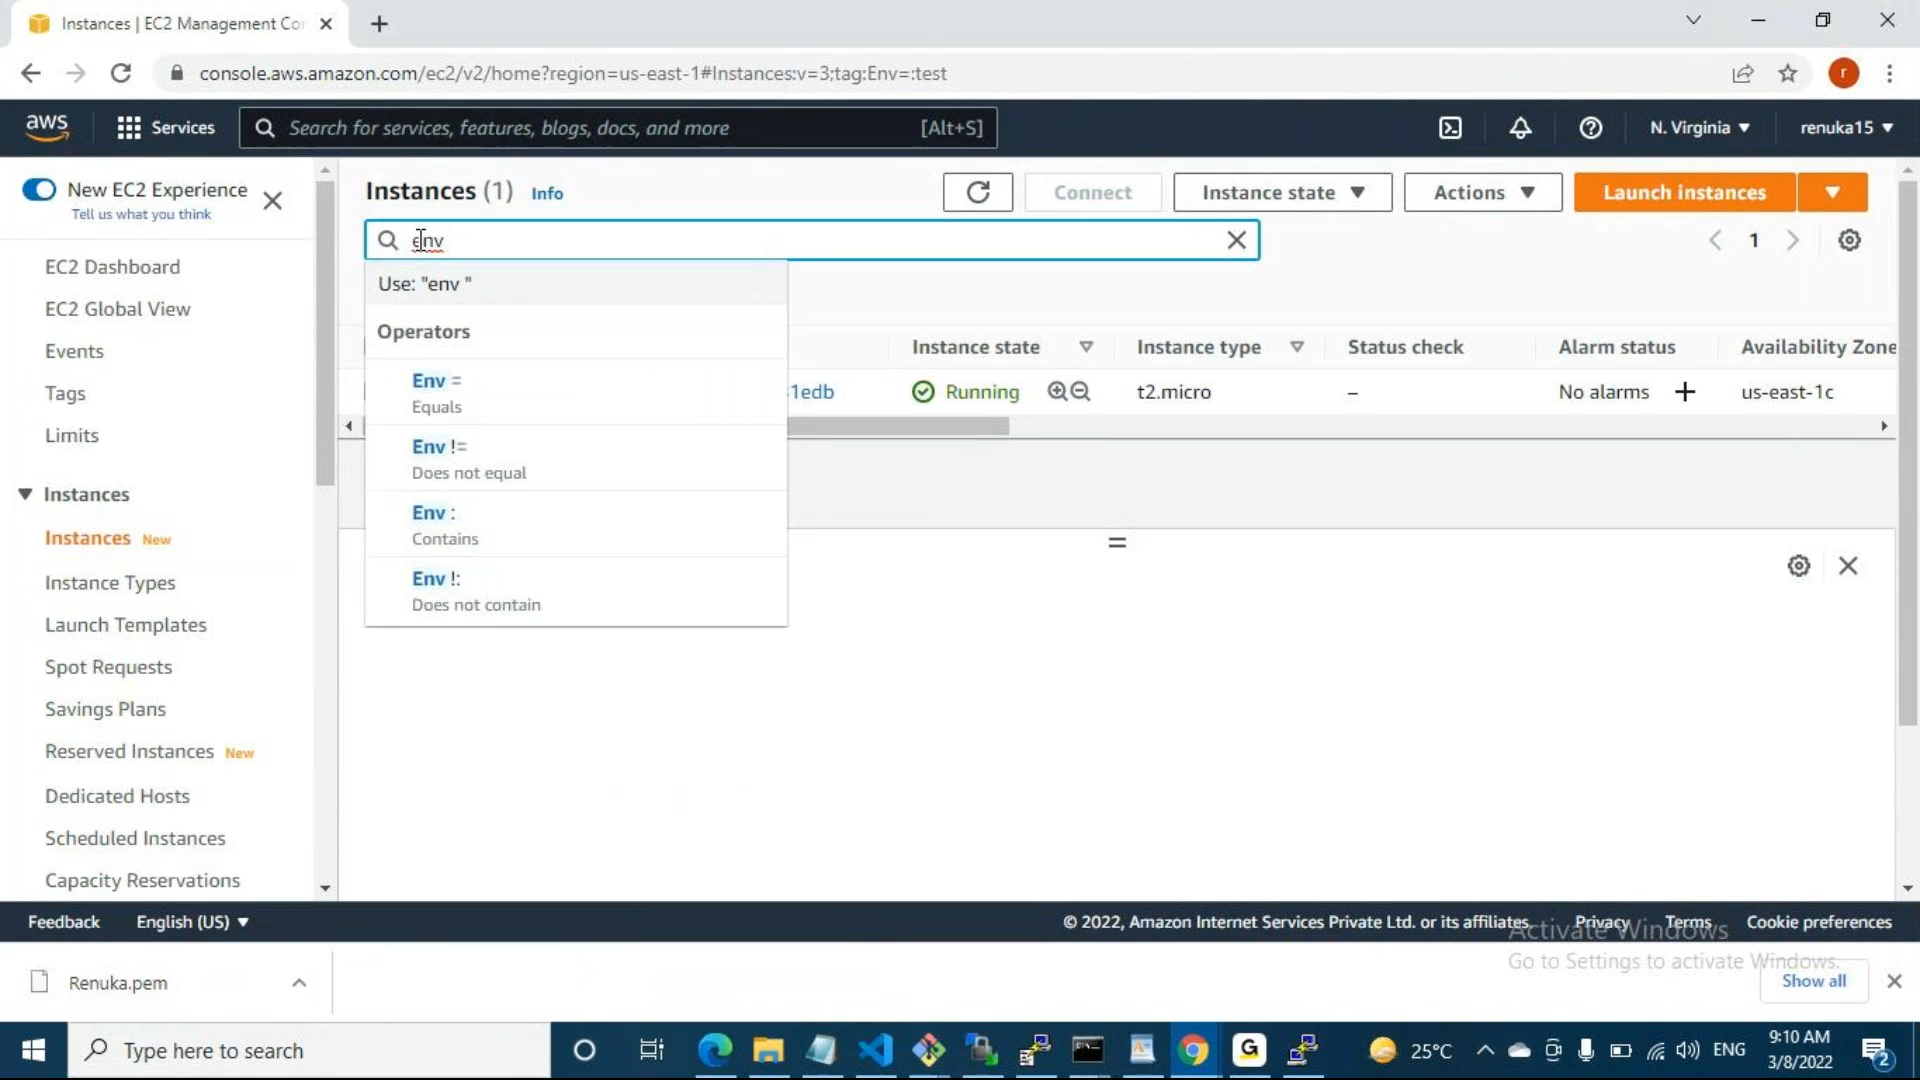 Instances | EC2 Management Co
console.aws.amazon.com/ec2/v2/home?region=us-east-1#Instances:v=3;tag:Env=:test
r
aws
Services
Search for services, features, blogs, docs, and more
[Alt+S]
N. Virginia
renuka15
New EC2 Experience
Tell us what you think
EC2 Dashboard
EC2 Global View
Events
Tags
Limits
Instances
Instances New
Instance Types
Launch Templates
Spot Requests
Savings Plans
Reserved Instances New
Dedicated Hosts
Scheduled Instances
Capacity Reservations
Instances (1) Info
Connect
Instance state
Actions
Launch instances
env
1
Use: "env "
Operators
Env =
Equals
Env !=
Does not equal
Env :
Contains
Env !:
Does not contain
Instance state
Instance type
Status check
Alarm status
Availability Zone
1edb
Running
t2.micro
–
No alarms
us-east-1c
Feedback
English (US)
© 2022, Amazon Internet Services Private Ltd. or its affiliates.
Privacy
Terms
Cookie preferences
Activate Windows
Go to Settings to activate Windows.
Renuka.pem
Show all
Type here to search
G
25°C
ENG
9:10 AM
3/8/2022
2